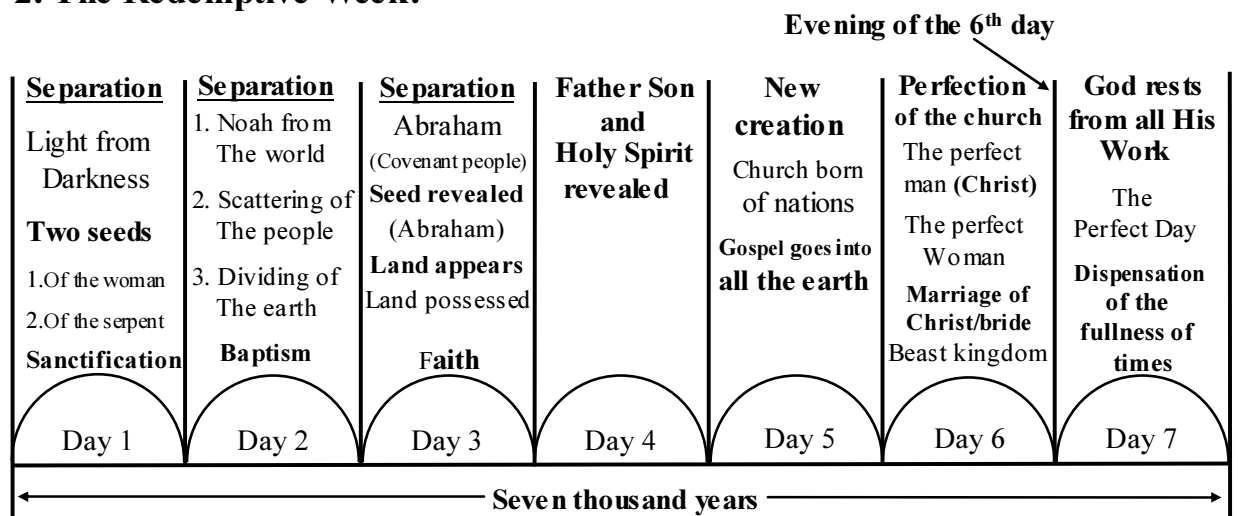 2. The Redemptive Week:
Evening of the 6th day
Separation
Light from
Darkness
Two seeds
1.Of the woman
2.Of the serpent
Sanctification
Day 1
Separation
1. Noah from
The world
2. Scattering of
The people
3. Dividing of
The earth
Baptism
Day 2
Separation
Abraham
(Covenant people)
Seed revealed
(Abraham)
Land appears
Land possessed
Faith
Day 3
Father Son
and
Holy Spirit
revealed
Day 4
New
creation
Church born
of nations
Gospel goes into
all the earth
Day 5
Perfection
of the church
The perfect
man (Christ)
The perfect
Woman
Marriage of
Christ/bride
Beast kingdom
Day 6
God rests
from all His
Work
The
Perfect Day
Dispensation
of the
fullness of
times
Day 7
Seven thousand years